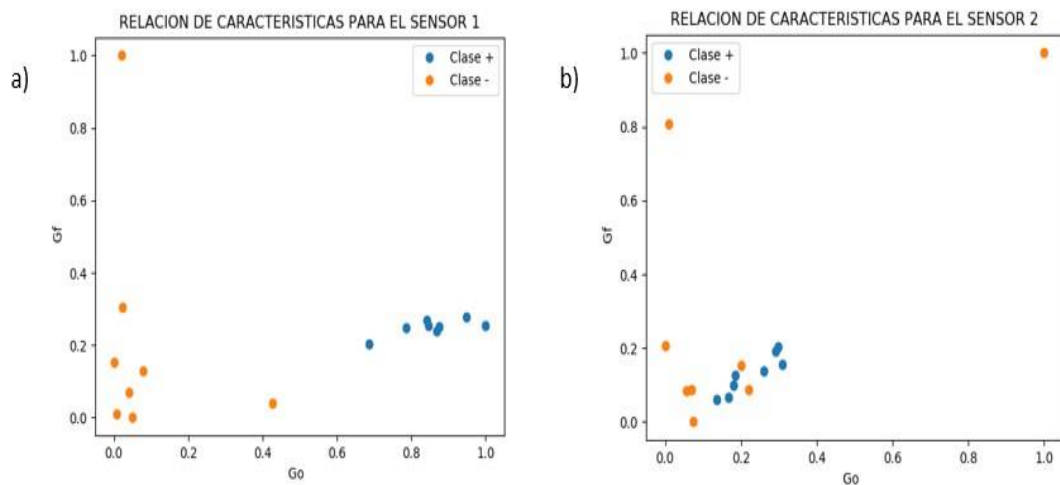 a)
RELACION DE CARACTERISTICAS PARA EL SENSOR 1
Clase +
Clase -
1.0
0.8
0.6
0.4
0.2
0.0
Gf
0.0 0.2 0.4 0.6 0.8 1.0
Go
b)
RELACION DE CARACTERISTICAS PARA EL SENSOR 2
Clase +
Clase -
1.0
0.8
0.6
0.4
0.2
0.0
Gf
0.0 0.2 0.4 0.6 0.8 1.0
Go